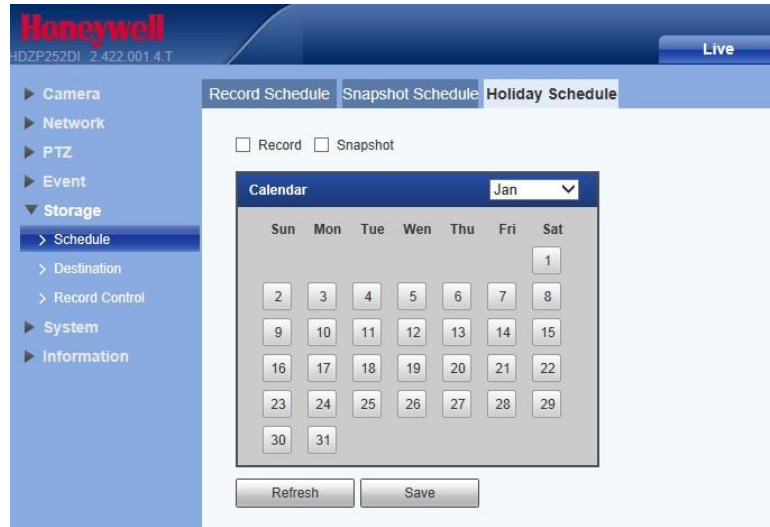 Honeywell
HDZP252DI 2.422.001.4.T
Live
Camera
Network
PTZ
Event
Storage
Schedule
Destination
Record Control
System
Information
Record Schedule Snapshot Schedule Holiday Schedule
Record Snapshot
Calendar Jan
Sun Mon Tue Wen Thu Fri Sat
1
2 3 4 5 6 7 8
9 10 11 12 13 14 15
16 17 18 19 20 21 22
23 24 25 26 27 28 29
30 31
Refresh Save